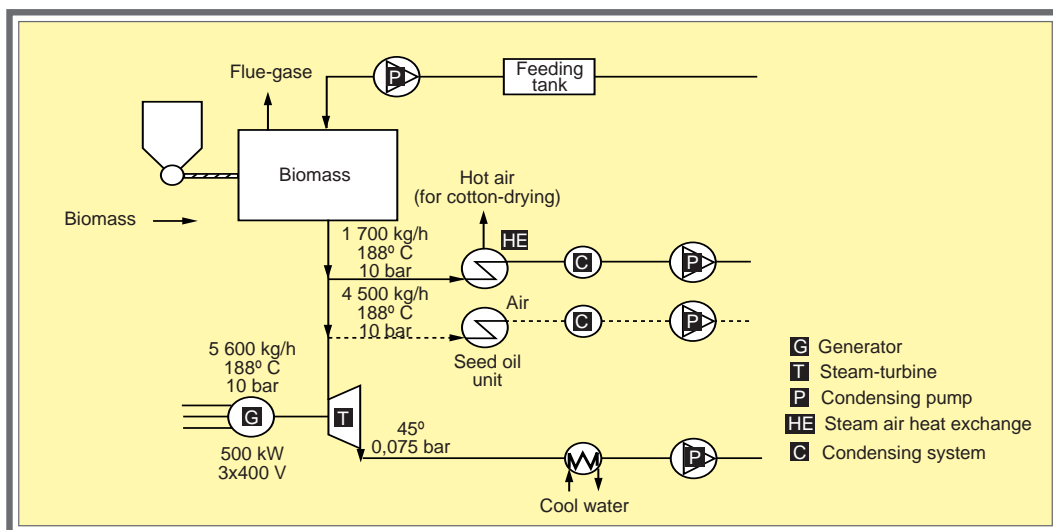 Flue-gase
P
Feeding
tank
Biomass
Biomass
Hot air
(for cotton-drying)
HE
1 700 kg/h
188º C
10 bar
C
P
4 500 kg/h
188º C
10 bar
Air
C
P
Seed oil
unit
5 600 kg/h
188º C
10 bar
G
T
500 kW
3x400 V
45º
0,075 bar
P
Cool water
G Generator
T Steam-turbine
P Condensing pump
HE Steam air heat exchange
C Condensing system